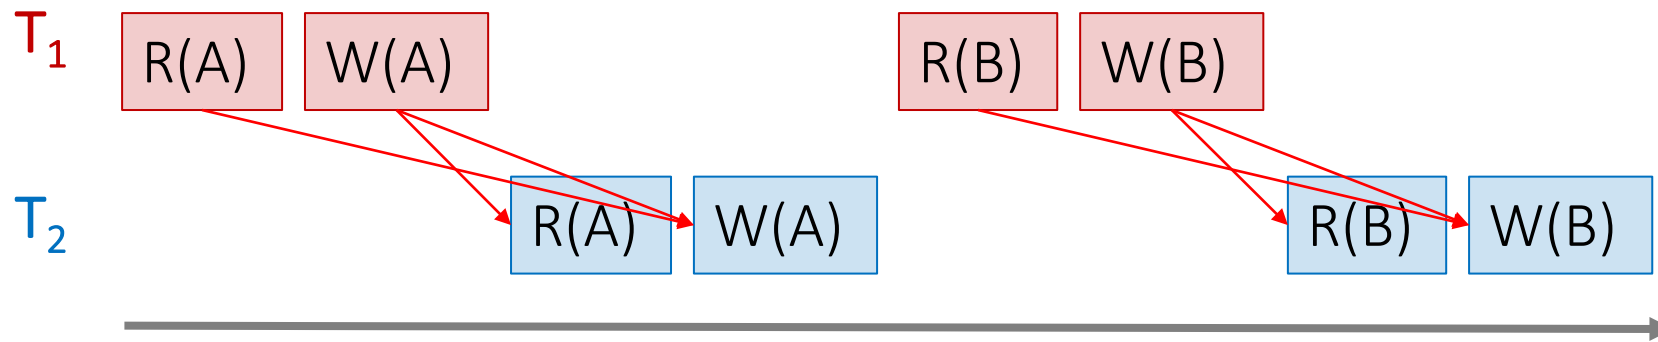 T₁ R(A) W(A) R(B) W(B)
T₂ R(A) W(A) R(B) W(B)